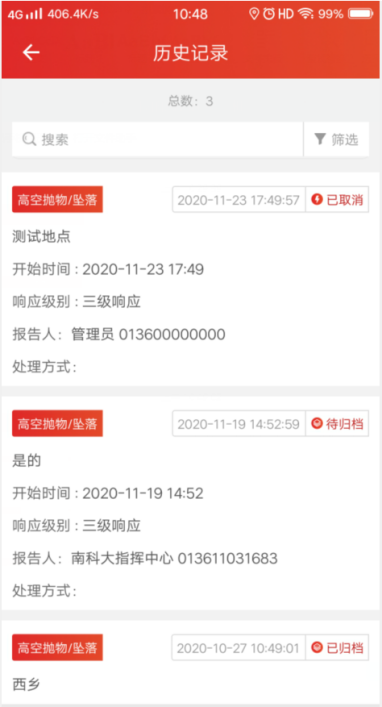 4G 406.4K/s 10:48 HD 99%
历史记录
总数：3
搜索 筛选
高空抛物/坠落 2020-11-23 17:49:57 已取消
测试地点
开始时间 : 2020-11-23 17:49
响应级别 : 三级响应
报告人：管理员 013600000000
处理方式：
高空抛物/坠落 2020-11-19 14:52:59 待归档
是的
开始时间 : 2020-11-19 14:52
响应级别 : 三级响应
报告人：南科大指挥中心 013611031683
处理方式：
高空抛物/坠落 2020-10-27 10:49:01 已归档
西乡